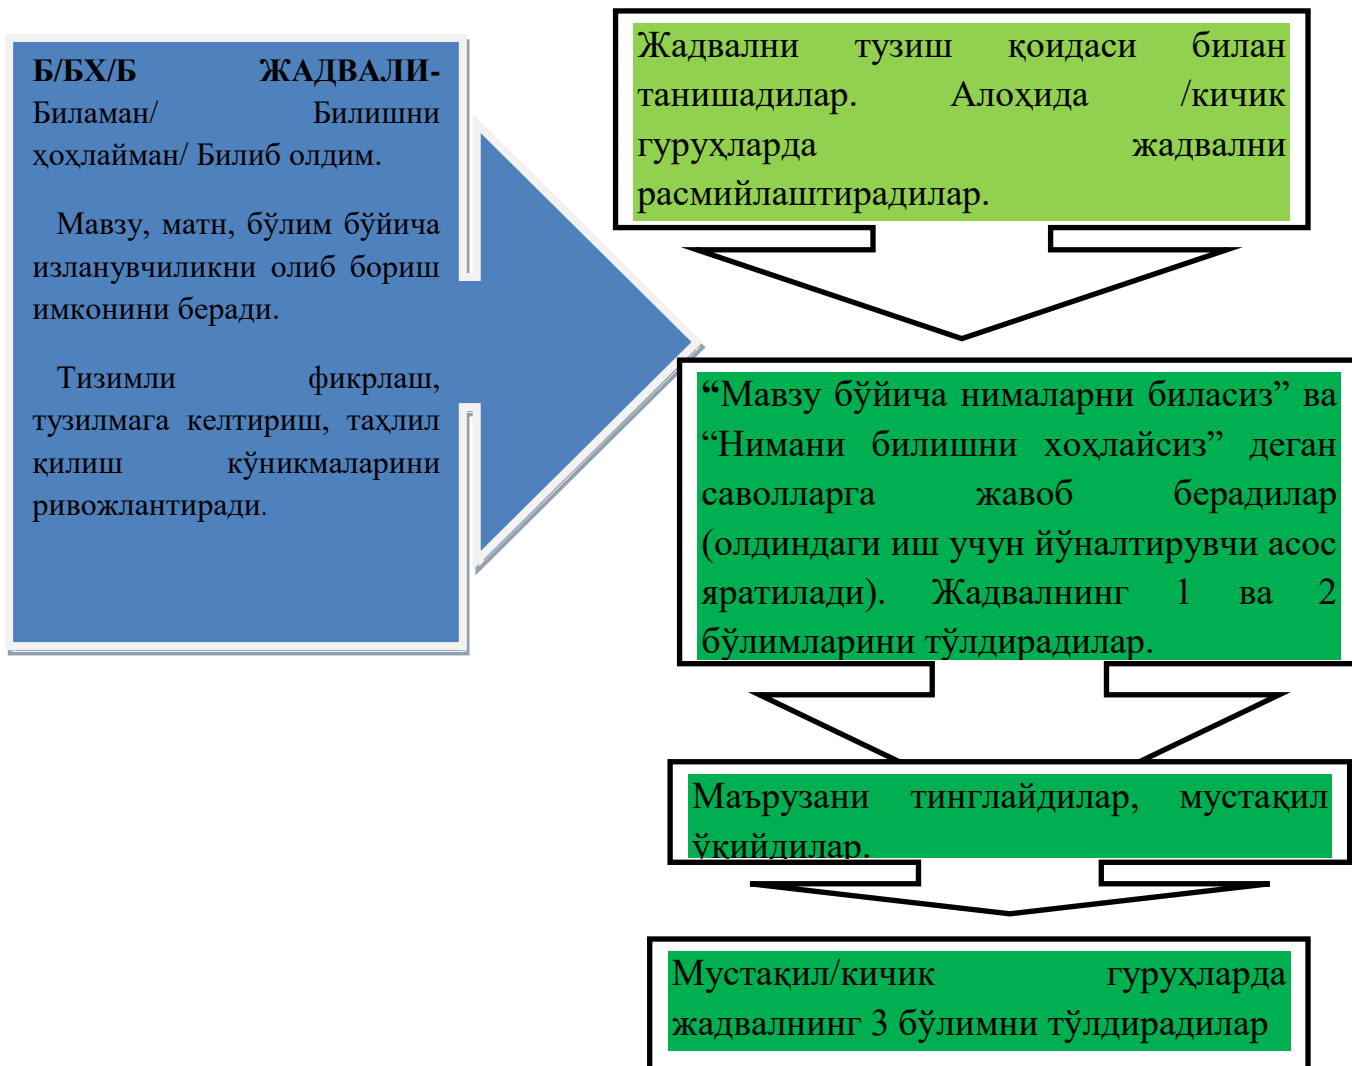 Б/БХ/Б ЖАДВАЛИ-
Биламан/ Билишни
ҳоҳлайман/ Билиб олдим.
Мавзу, матн, бўлим бўйича
изланувчиликни олиб бориш
имконини беради.
Тизимли фикрлаш,
тузилмага келтириш, таҳлил
қилиш кўникмаларини
ривожлантиради.
Жадвални тузиш қоидаси билан
танишадилар. Алоҳида /кичик
гуруҳларда жадвални
расмийлаштирадилар.
“Мавзу бўйича нималарни биласиз” ва
“Нимани билишни хоҳлайсиз” деган
саволларга жавоб берадилар
(олдиндаги иш учун йўналтирувчи асос
яратилади). Жадвалнинг 1 ва 2
бўлимларини тўлдирадилар.
Маърузани тинглайдилар, мустақил
ўқийдилар.
Мустақил/кичик гуруҳларда
жадвалнинг 3 бўлимни тўлдирадилар